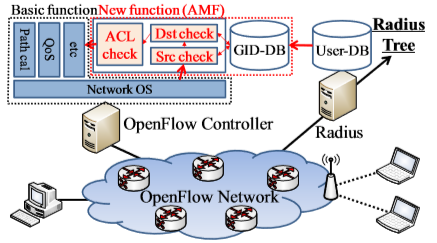 Basic function New function (AMF)
Radius
Tree
Path cal
QoS
etc
ACL
check
Dst check
Src check
GID-DB
User-DB
Network OS
OpenFlow Controller
Radius
OpenFlow Network